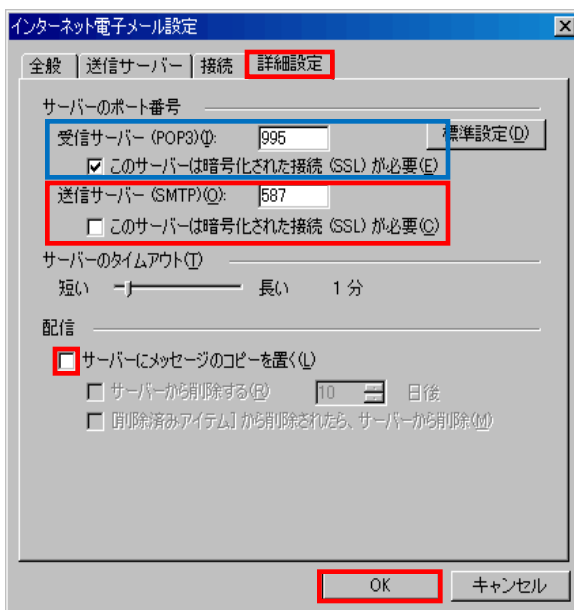 インターネット電子メール設定
全般 送信サーバー 接続 詳細設定
サーバーのポート番号
受信サーバー (POP3)(I): 995 標準設定(D)
このサーバーは暗号化された接続 (SSL) が必要(E)
送信サーバー (SMTP)(O): 587
このサーバーは暗号化された接続 (SSL) が必要(C)
サーバーのタイムアウト(T)
短い 長い 1 分
配信
サーバーにメッセージのコピーを置く(L)
サーバーから削除する(R) 10 日後
[削除済みアイテム] から削除されたら、サーバーから削除(M)
OK キャンセル